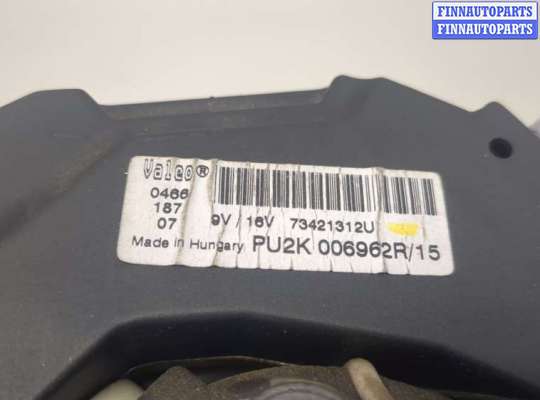 FINNAUTOPARTS
FINNAUTOPARTS
Valeo®
0466
187
07
9V / 16V 73421312U
Made in Hungary PU2K 006962R/15